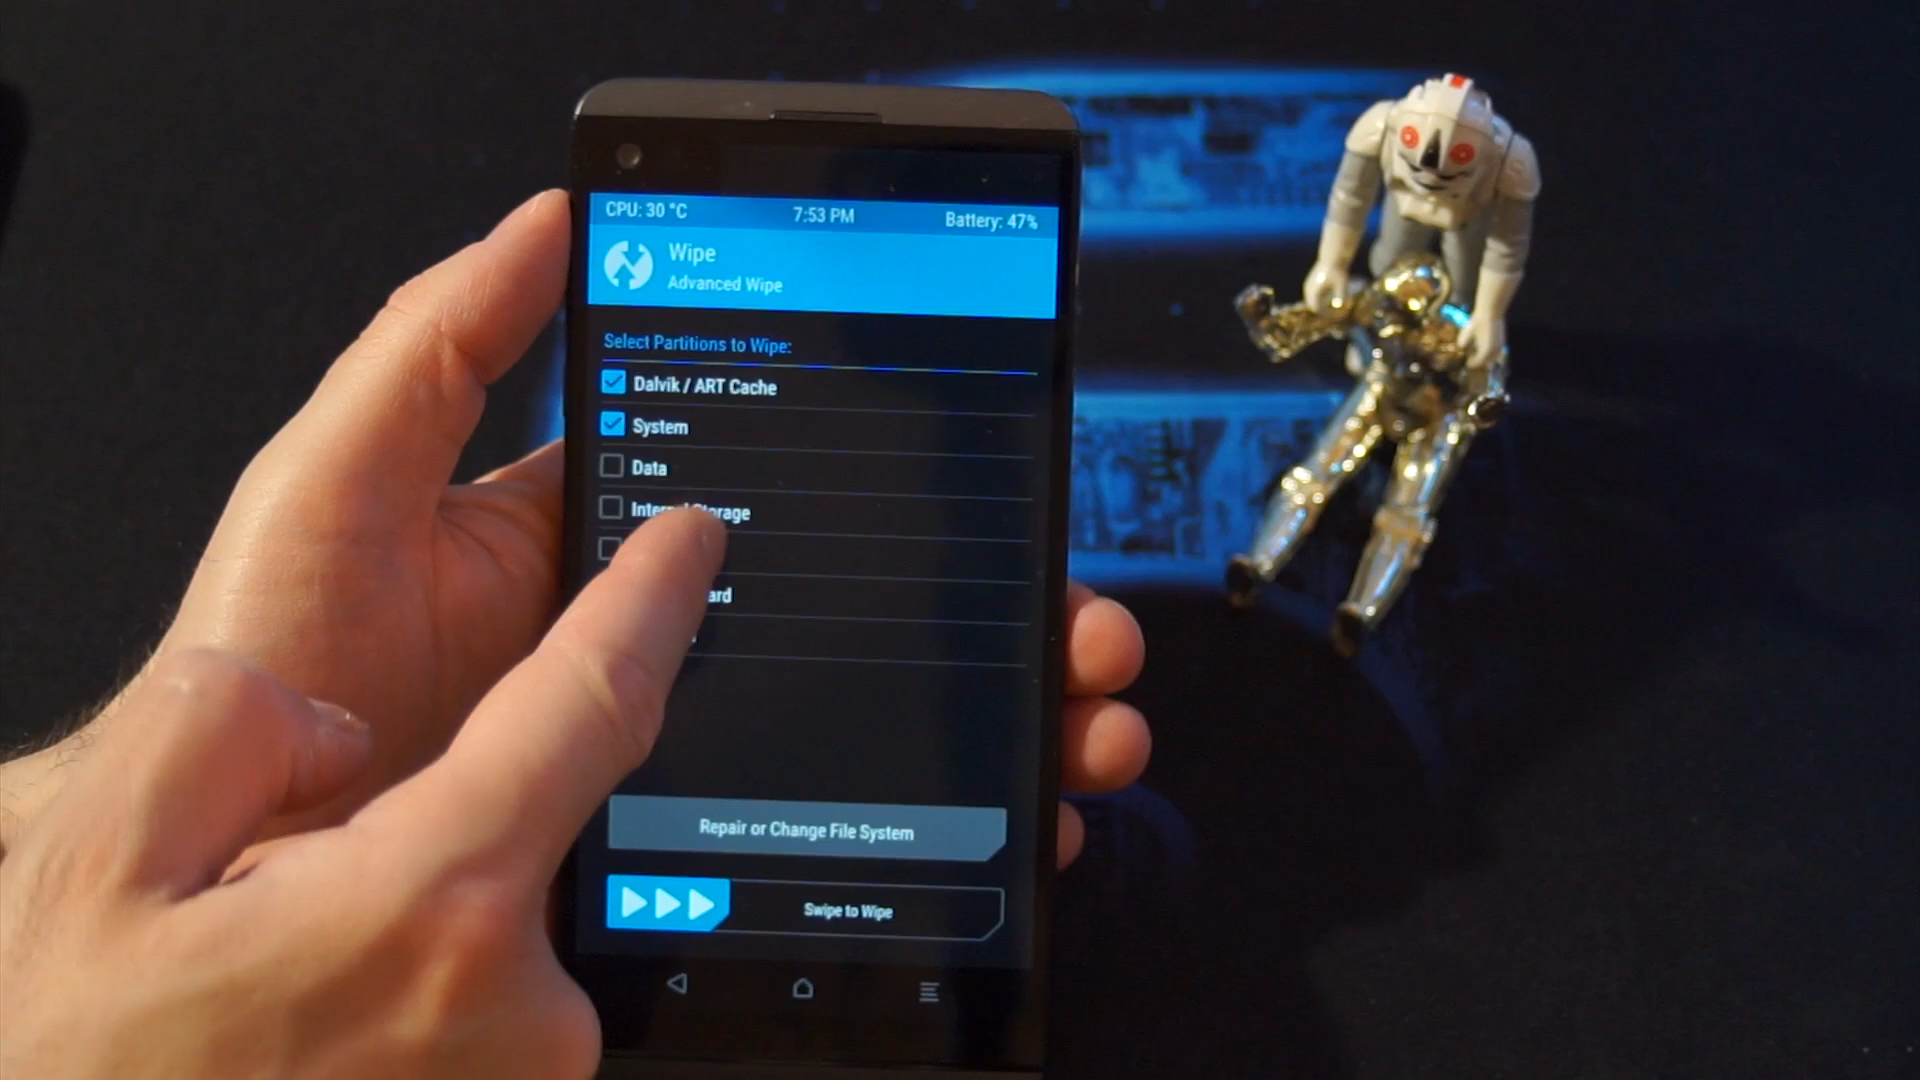 CPU: 30 °C 7:53 PM Battery: 47%
Wipe
Advanced Wipe
Select Partitions to Wipe:
Dalvik / ART Cache
System
Data
Storage
Repair or Change File System
Swipe to Wipe